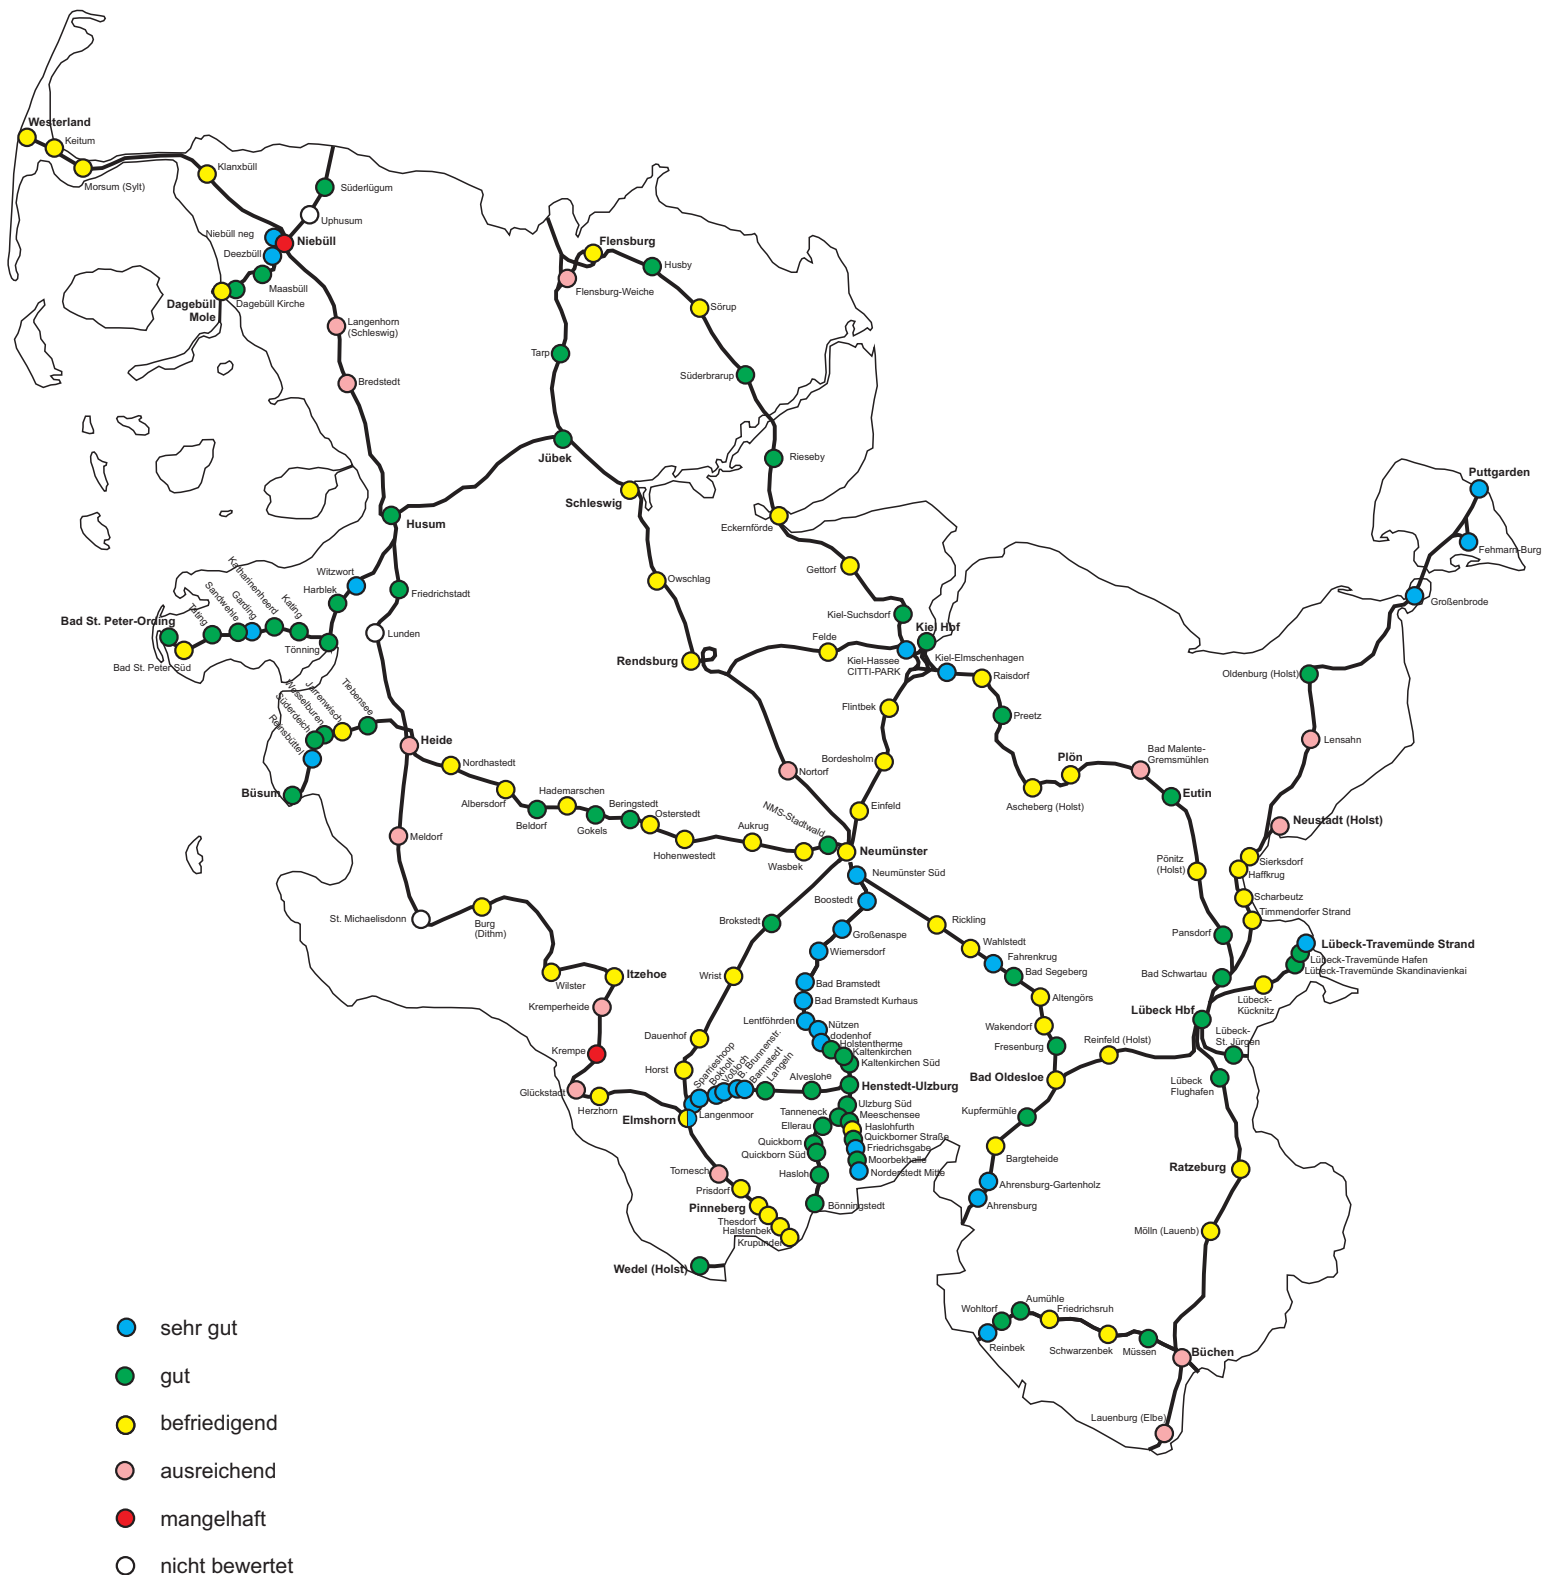 Westerland
Keitum
Morsum (Sylt)
Klanxbüll
Süderlügum
Uphusum
Niebüll neg
Niebüll
Deezbüll
Maasbüll
Dagebüll Kirche
Dagebüll
Mole
Langenhorn
(Schleswig)
Bredstedt
Flensburg
Husby
Flensburg-Weiche
Sörup
Tarp
Süderbrarup
Jübek
Rieseby
Schleswig
Eckernförde
Husum
Puttgarden
Fehmarn-Burg
Großenbrode
Gettorf
Owschlag
Witzwort
Harblek
Friedrichstadt
Katharinenheerd
Kating
Garding
Sandwehle
Tating
Bad St. Peter-Ording
Bad St. Peter Süd
Tönning
Lunden
Kiel-Suchsdorf
Kiel Hbf
Felde
Kiel-Hassee
CITTI-PARK
Kiel-Elmschenhagen
Raisdorf
Rendsburg
Oldenburg (Holst)
Tiebensee
Jarrenwisch
Wesselburen
Süderdeich
Reinsbüttel
Büsum
Heide
Flintbek
Preetz
Lensahn
Nordhastedt
Bordesholm
Plön
Bad Malente-
Gremsmühlen
Nortorf
Albersdorf
Hademarschen
Beldorf
Beringstedt
Gokels
Osterstedt
Hohenwestedt
Aukrug
Wasbek
NMS-Stadtwald
Einfeld
Neumünster
Ascheberg (Holst)
Eutin
Neustadt (Holst)
Meldorf
Pönitz
(Holst)
Sierksdorf
Haffkrug
Scharbeutz
Timmendorfer Strand
Neumünster Süd
Boostedt
St. Michaelisdonn
Burg
(Dithm)
Brokstedt
Großenaspe
Rickling
Wiemersdorf
Wahlstedt
Fahrenkrug
Bad Segeberg
Pansdorf
Lübeck-Travemünde Strand
Lübeck-Travemünde Hafen
Lübeck-Travemünde Skandinavienkai
Bad Schwartau
Lübeck-
Kücknitz
Wilster
Itzehoe
Wrist
Bad Bramstedt
Bad Bramstedt Kurhaus
Altengörs
Kremperheide
Lübeck Hbf
Lentföhrden
Nützen
dodenhof
Holstentherme
Kaltenkirchen
Kaltenkirchen Süd
Wakendorf
Fresenburg
Reinfeld (Holst)
Lübeck-
St. Jürgen
Dauenhof
Krempe
Horst
Sparrieshoop
Bokholt
Voßloch
B. Brunnenstr.
Barmstedt
Langeln
Alveslohe
Henstedt-Ulzburg
Bad Oldesloe
Lübeck
Flughafen
Glückstadt
Herzhorn
Elmshorn
Langenmoor
Ulzburg Süd
Tanneneck
Meeschensee
Ellerau
Haslohfurth
Quickborner Straße
Quickborn
Friedrichsgabe
Quickborn Süd
Moorbekhalle
Norderstedt Mitte
Hasloh
Bönningstedt
Kupfermühle
Bargteheide
Ahrensburg-Gartenholz
Ahrensburg
Ratzeburg
Tornesch
Prisdorf
Pinneberg
Thesdorf
Halstenbek
Krupunder
Wedel (Holst)
Mölln (Lauenb)
Wohltorf
Aumühle
Friedrichsruh
Reinbek
Schwarzenbek
Müssen
Büchen
Lauenburg (Elbe)
sehr gut
gut
befriedigend
ausreichend
mangelhaft
nicht bewertet